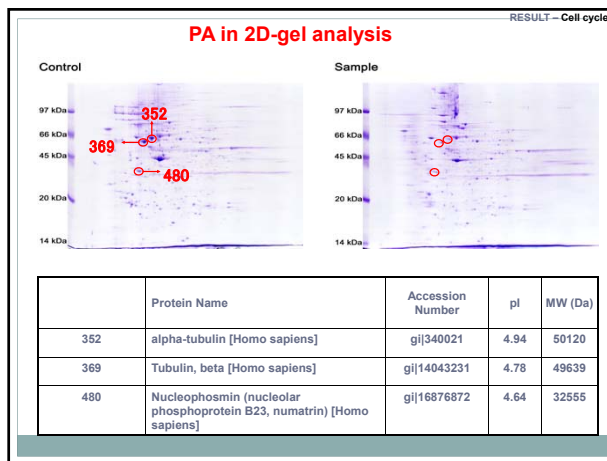 RESULT – Cell cycle
PA in 2D-gel analysis
Control
Sample
97 kDa
66 kDa
45 kDa
20 kDa
14 kDa
352
369
480
97 kDa
66 kDa
45 kDa
20 kDa
14 kDa
Protein Name
Accession
Number
pI
MW (Da)
352
alpha-tubulin [Homo sapiens]
gi|340021
4.94
50120
369
Tubulin, beta [Homo sapiens]
gi|14043231
4.78
49639
480
Nucleophosmin (nucleolar
phosphoprotein B23, numatrin) [Homo
sapiens]
gi|16876872
4.64
32555